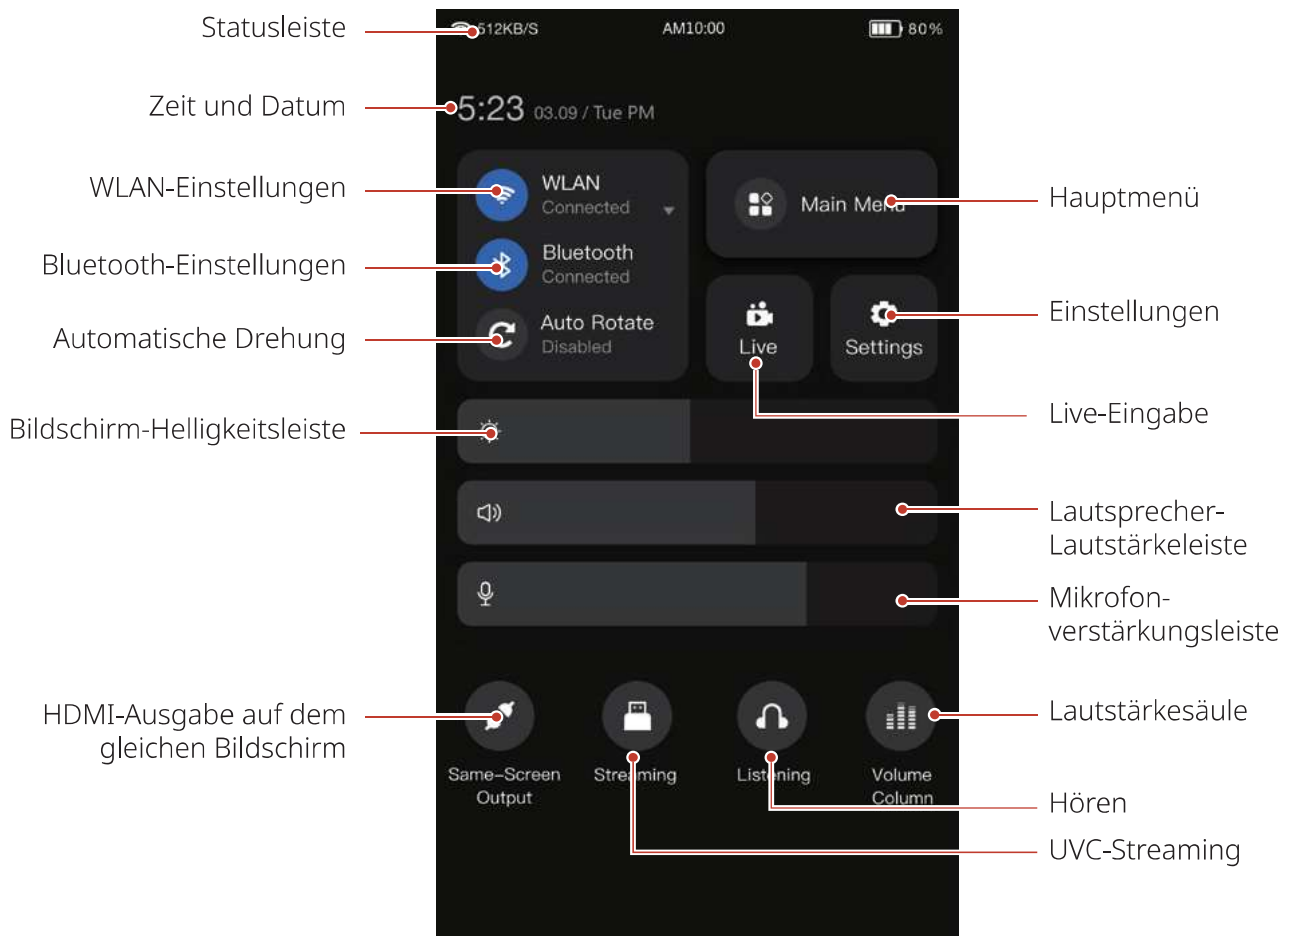 Statusleiste
512KB/S
AM10:00
80%
Zeit und Datum
5:23 03.09 / Tue PM
WLAN-Einstellungen
WLAN
Connected
Main Menu
Hauptmenü
Bluetooth-Einstellungen
Bluetooth
Connected
Automatische Drehung
Auto Rotate
Disabled
Live
Settings
Einstellungen
Live-Eingabe
Bildschirm-Helligkeitsleiste
Lautsprecher-
Lautstärkeleiste
Mikrofon-
verstärkungsleiste
HDMI-Ausgabe auf dem
gleichen Bildschirm
Lautstärkesäule
Same-Screen
Output
Streaming
Listening
Volume
Column
Hören
UVC-Streaming